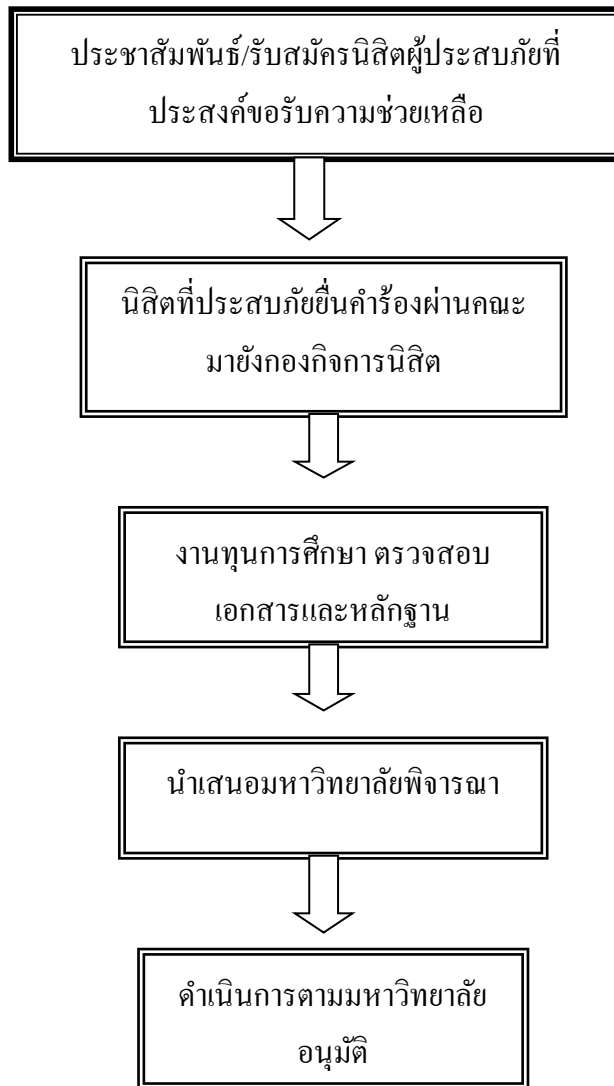 ประชาสัมพันธ์/รับสมัครนิสิตผู้ประสบภัยที่
ประสงค์ขอรับความช่วยเหลือ
นิสิตที่ประสบภัยยื่นคำร้องผ่านคณะ
มายังกองกิจการนิสิต
งานทุนการศึกษา ตรวจสอบ
เอกสารและหลักฐาน
นำเสนอมหาวิทยาลัยพิจารณา
ดำเนินการตามมหาวิทยาลัย
อนุมัติ